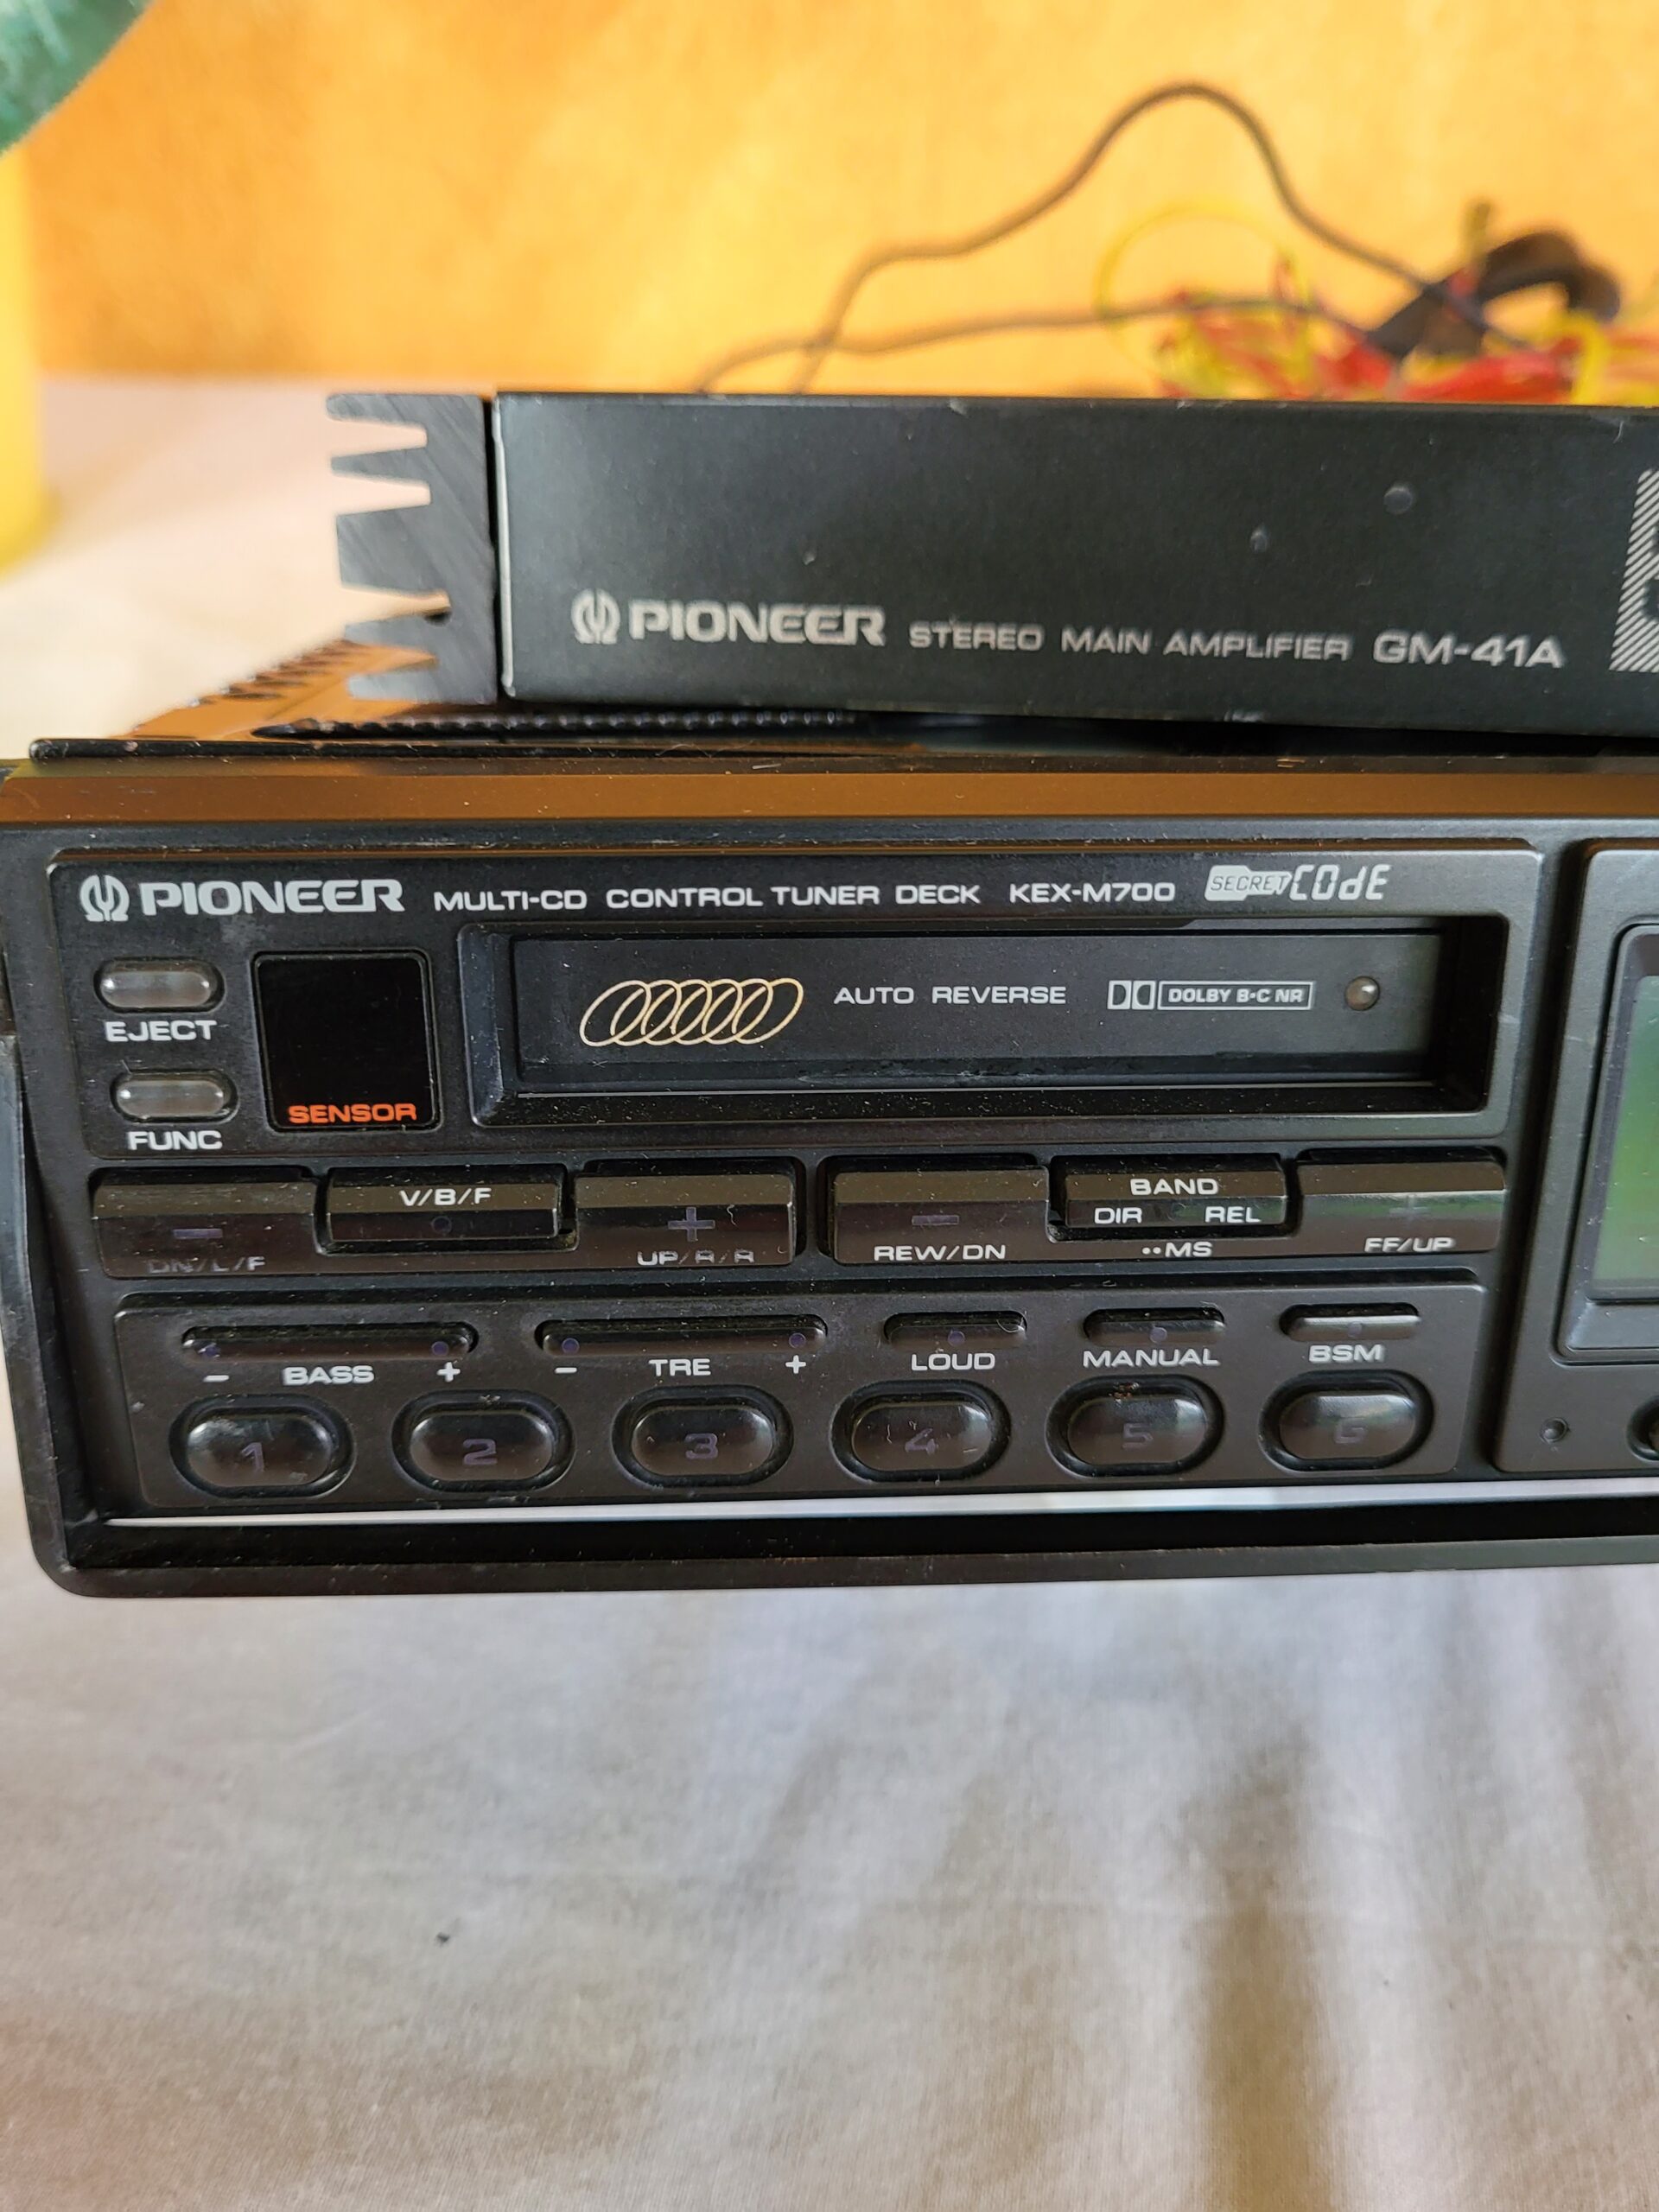 PIONEER STEREO MAIN AMPLIFIER GM-41A
PIONEER MULTI-CD CONTROL TUNER DECK KEX-M700 SECRET CODE
EJECT
AUTO REVERSE DOLBY B·C NR
SENSOR
FUNC
V/B/F
BAND
DIR REL
DN/L/F
UP/R/R
REW/DN
••MS
FF/UP
- BASS +
- TRE +
LOUD
MANUAL
BSM
1 2 3 4 5 6